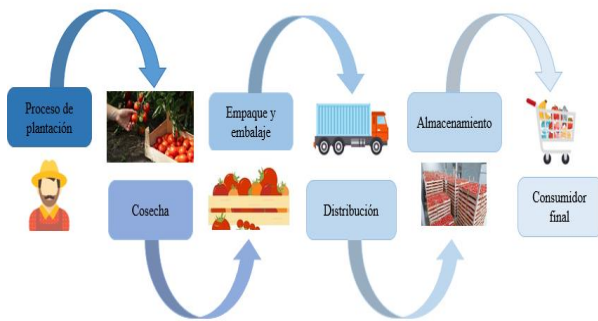 Proceso de
plantación
Cosecha
Empaque y
embalaje
Distribución
Almacenamiento
Consumidor
final